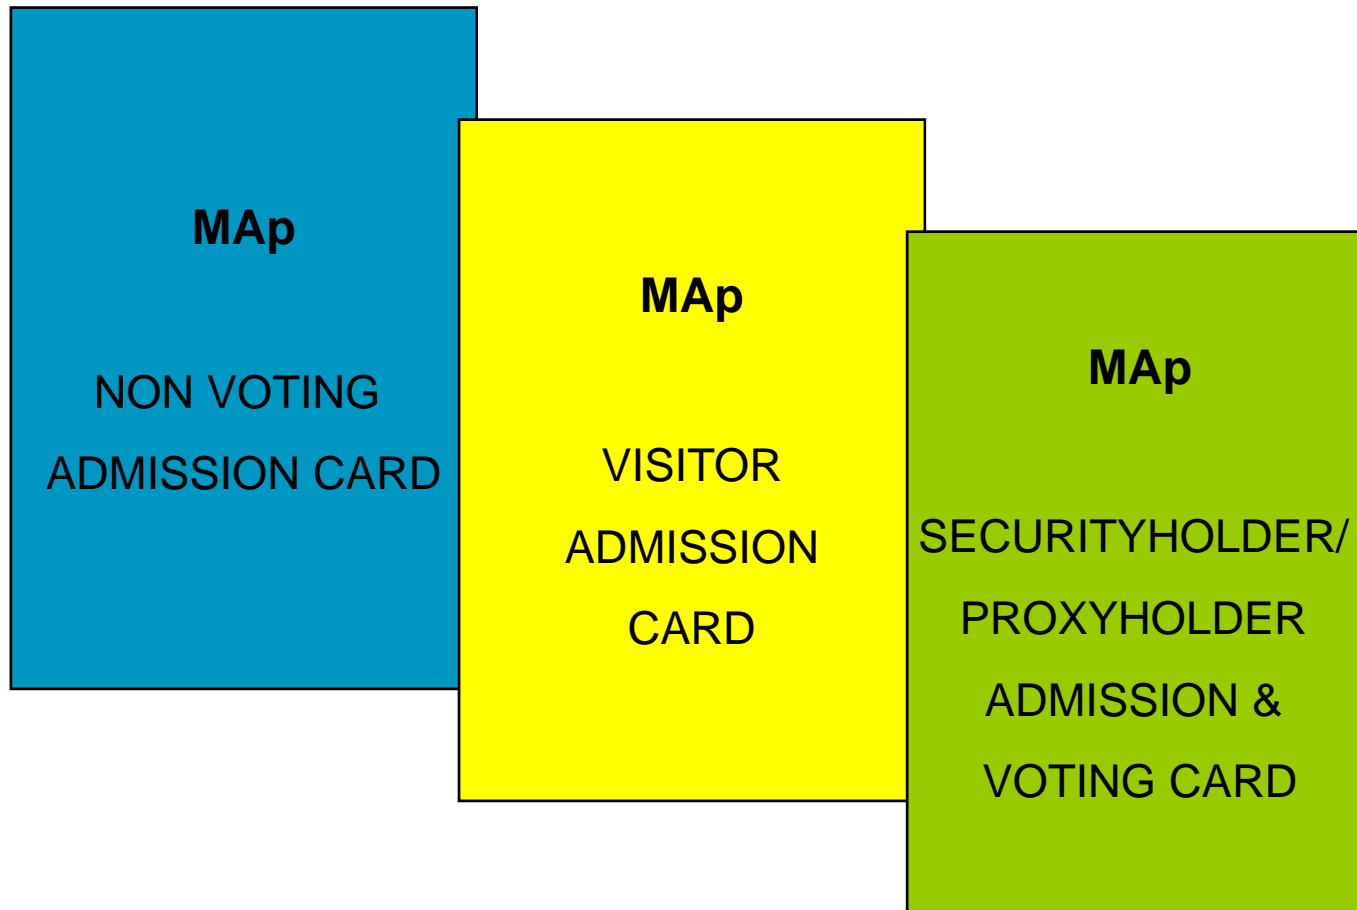 MAp
NON VOTING
ADMISSION CARD
MAp
VISITOR
ADMISSION
CARD
MAp
SECURITYHOLDER/
PROXYHOLDER
ADMISSION &
VOTING CARD